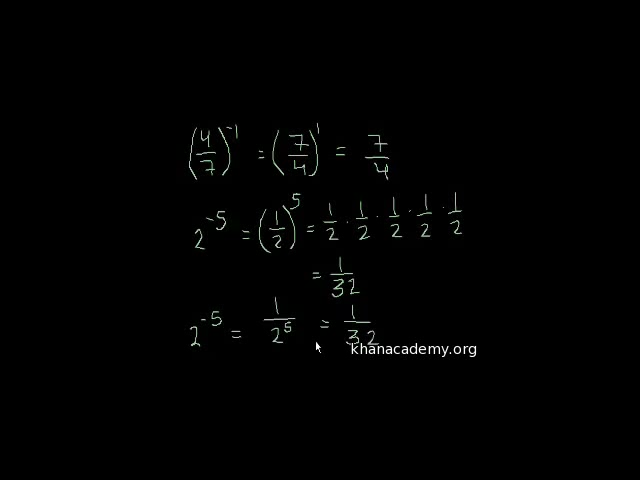 (4/7)^-1 = (7/4)^1 = 7/4
2^-5 = (1/2)^5 = 1/2 · 1/2 · 1/2 · 1/2 · 1/2
= 1/32
2^-5 = 1/2^5 = 1/32
khanacademy.org